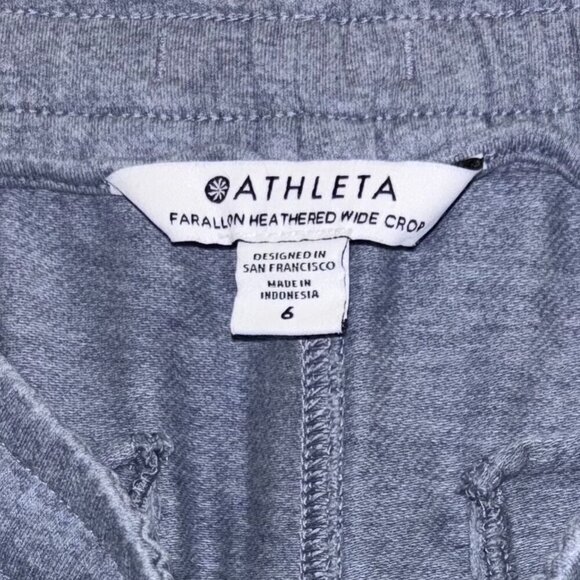 ATHLETA
FARALLON HEATHERED WIDE CROP
DESIGNED IN
SAN FRANCISCO
MADE IN
INDONESIA
6